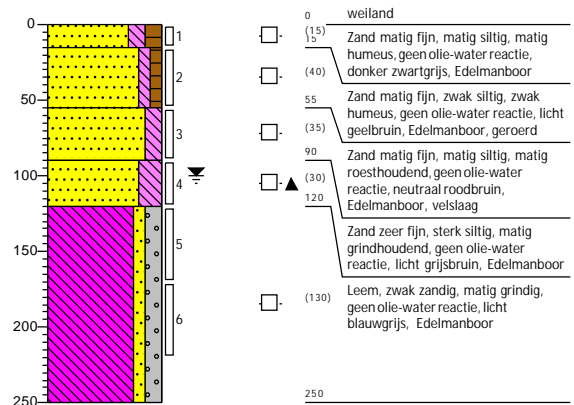 0
50
100
150
200
250
1
2
3
4
5
6
0 weiland
(15)
15
Zand matig fijn, matig siltig, matig
humeus, geen olie-water reactie,
donker zwartgrijs, Edelmanboor
(40)
55
Zand matig fijn, zwak siltig, zwak
humeus, geen olie-water reactie, licht
geelbruin, Edelmanboor, geroerd
(35)
90
Zand matig fijn, matig siltig, matig
roesthoudend, geen olie-water
reactie, neutraal roodbruin,
Edelmanboor, velslaag
(30)
120
Zand zeer fijn, sterk siltig, matig
grindhoudend, geen olie-water
reactie, licht grijsbruin, Edelmanboor
(130)
Leem, zwak zandig, matig grindig,
geen olie-water reactie, licht
blauwgrijs, Edelmanboor
250